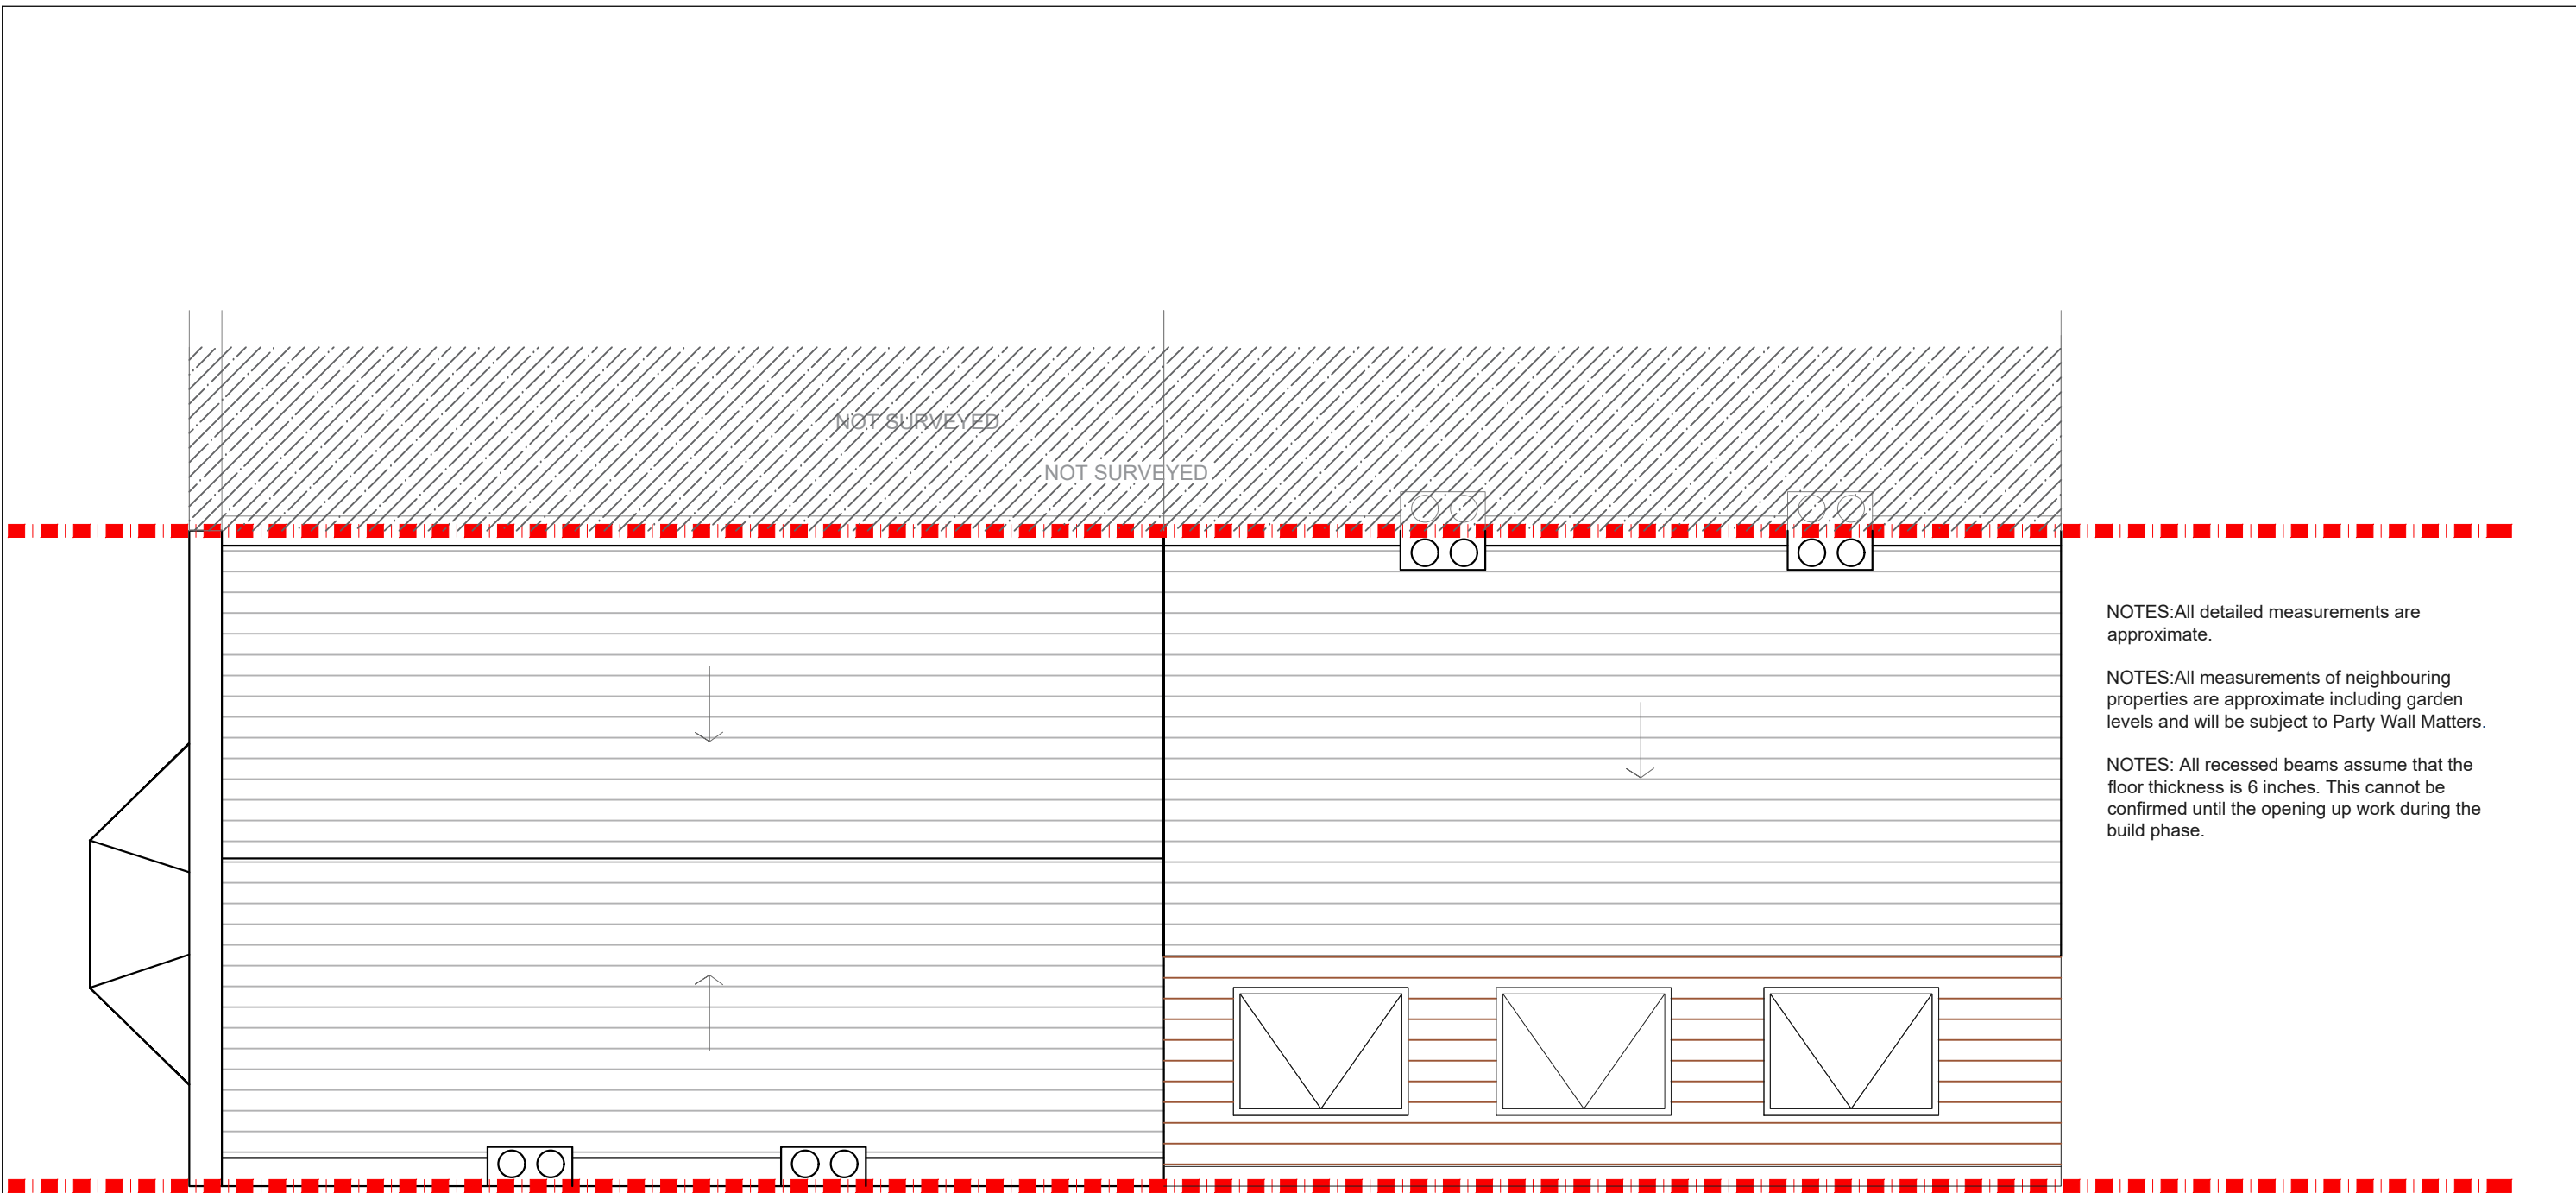 NOT SURVEYED
NOT SURVEYED
NOTES:All detailed measurements are
approximate.
NOTES:All measurements of neighbouring
properties are approximate including garden
levels and will be subject to Party Wall Matters.
NOTES: All recessed beams assume that the
floor thickness is 6 inches. This cannot be
confirmed until the opening up work during the
build phase.